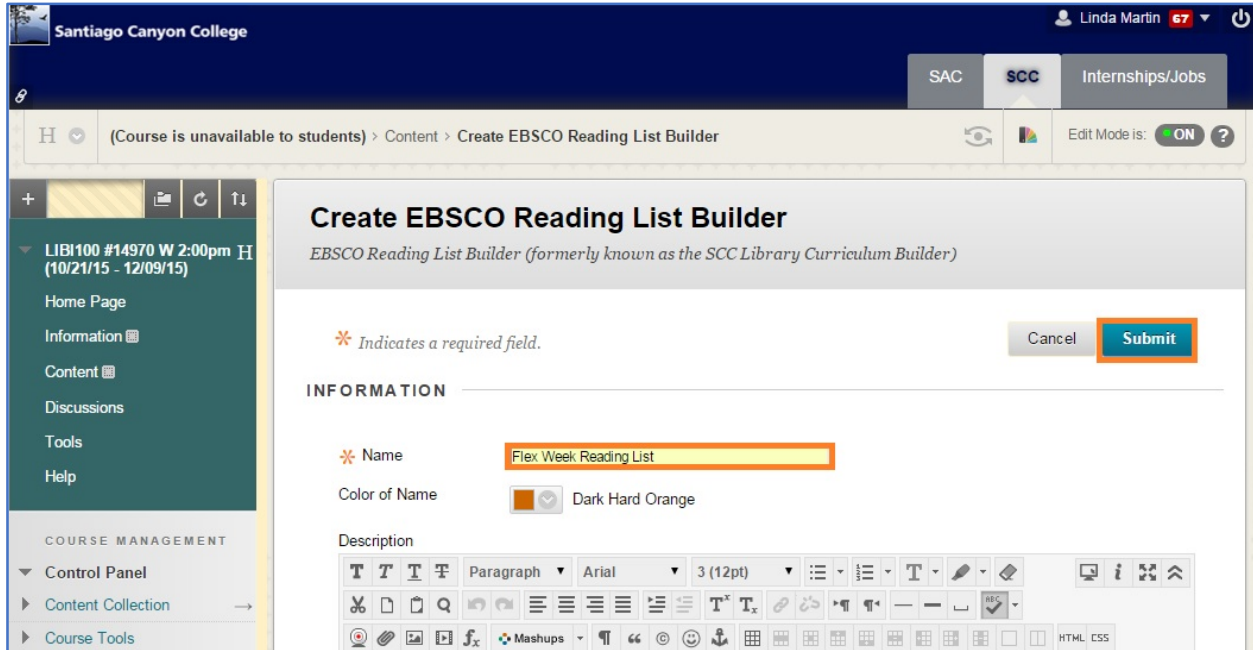 Santiago Canyon College
Linda Martin 67
SAC SCC Internships/Jobs
H (Course is unavailable to students) > Content > Create EBSCO Reading List Builder Edit Mode is: ON ?
LIBI100 #14970 W 2:00pm H
(10/21/15 - 12/09/15)
Home Page
Information
Content
Discussions
Tools
Help
COURSE MANAGEMENT
Control Panel
Content Collection
Course Tools
Create EBSCO Reading List Builder
EBSCO Reading List Builder (formerly known as the SCC Library Curriculum Builder)
* Indicates a required field.
Cancel Submit
INFORMATION
* Name Flex Week Reading List
Color of Name Dark Hard Orange
Description
T T T T Paragraph Arial 3 (12pt) T i
Tx Tx ¶ ¶ ABC
fx Mashups ¶ “ © HTML CSS